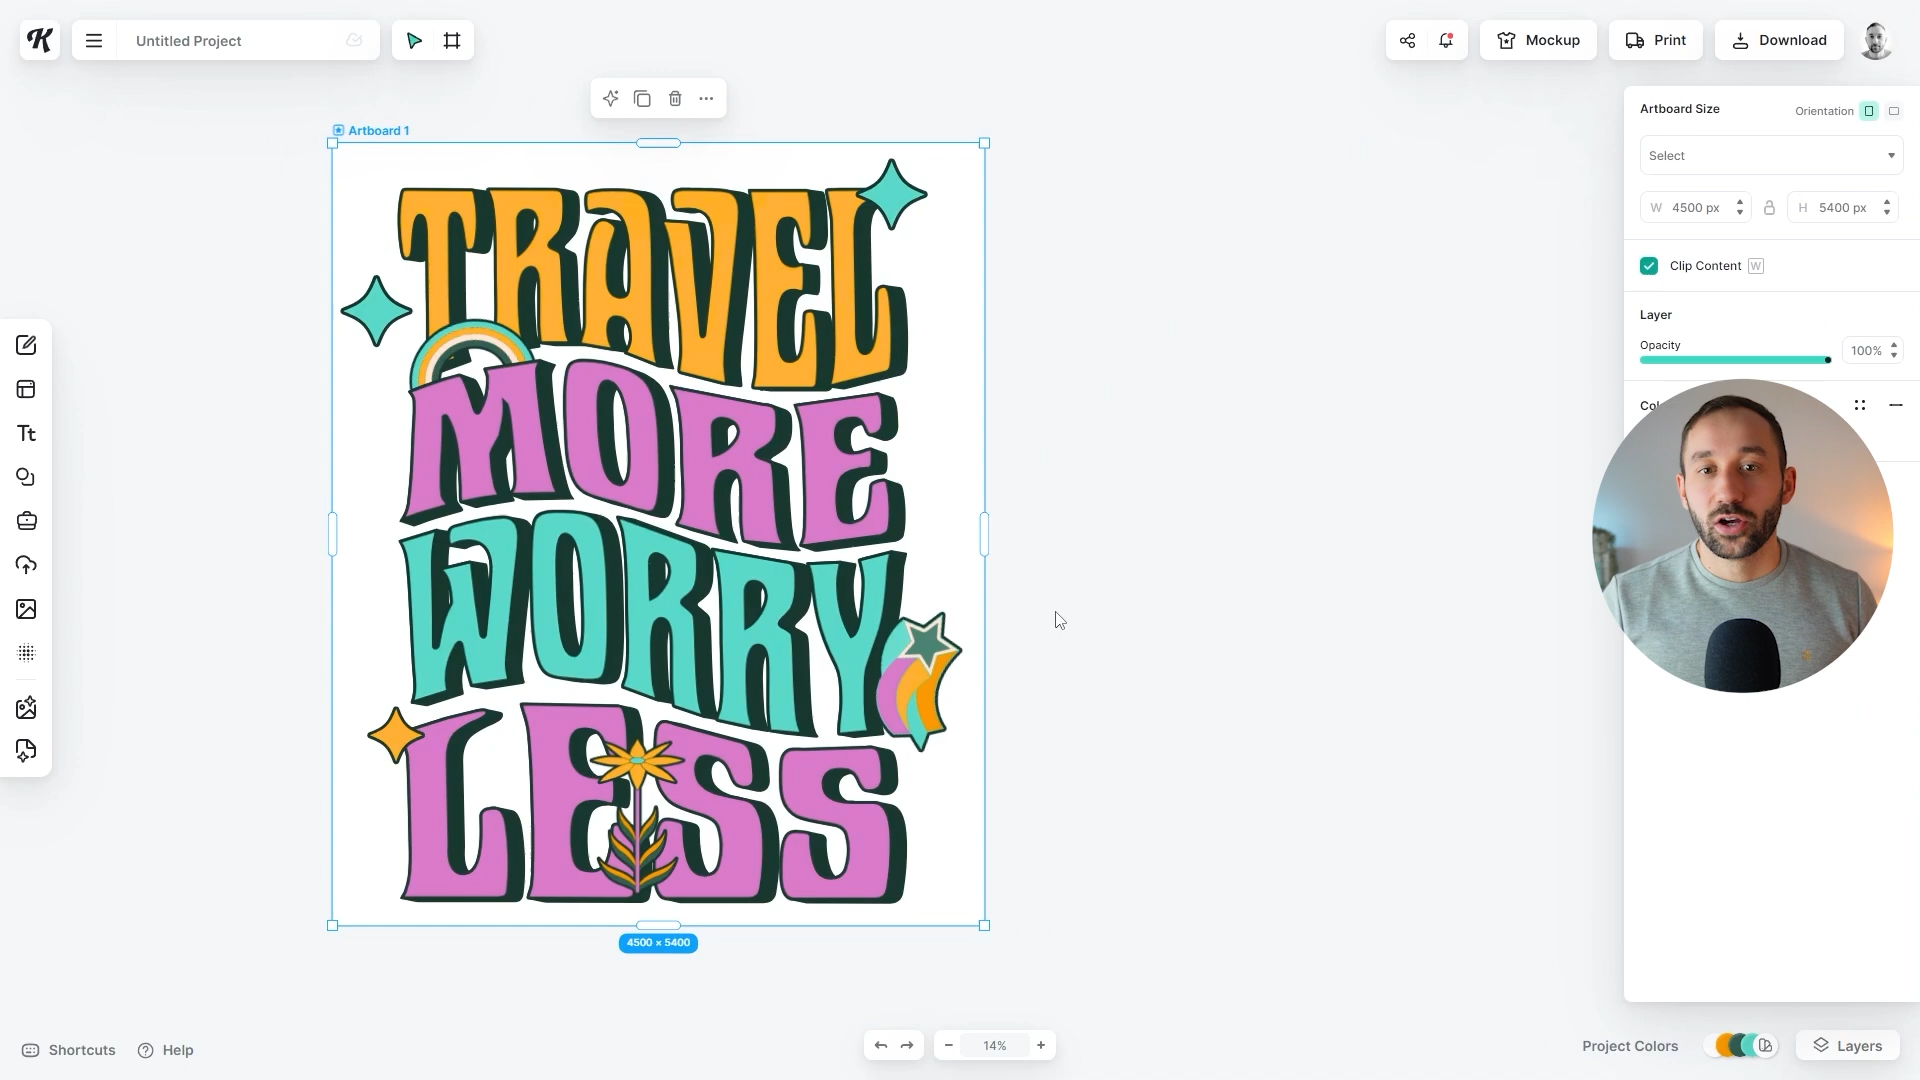 K
Untitled Project
Mockup
Print
Download
Artboard 1
TRAVEL
MORE
WORRY
LESS
4500 × 5400
Artboard Size
Orientation
Select
W 4500 px
H 5400 px
Clip Content W
Layer
Opacity
100%
Tt
Shortcuts
Help
14%
Project Colors
Layers